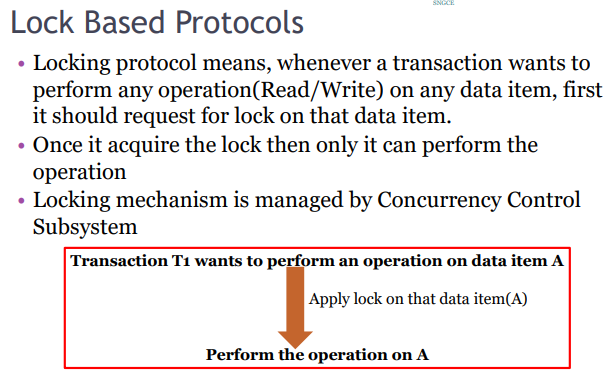 SNGCE
Lock Based Protocols
• Locking protocol means, whenever a transaction wants to
perform any operation(Read/Write) on any data item, first
it should request for lock on that data item.
• Once it acquire the lock then only it can perform the
operation
• Locking mechanism is managed by Concurrency Control
Subsystem
Transaction T1 wants to perform an operation on data item A
Apply lock on that data item(A)
Perform the operation on A